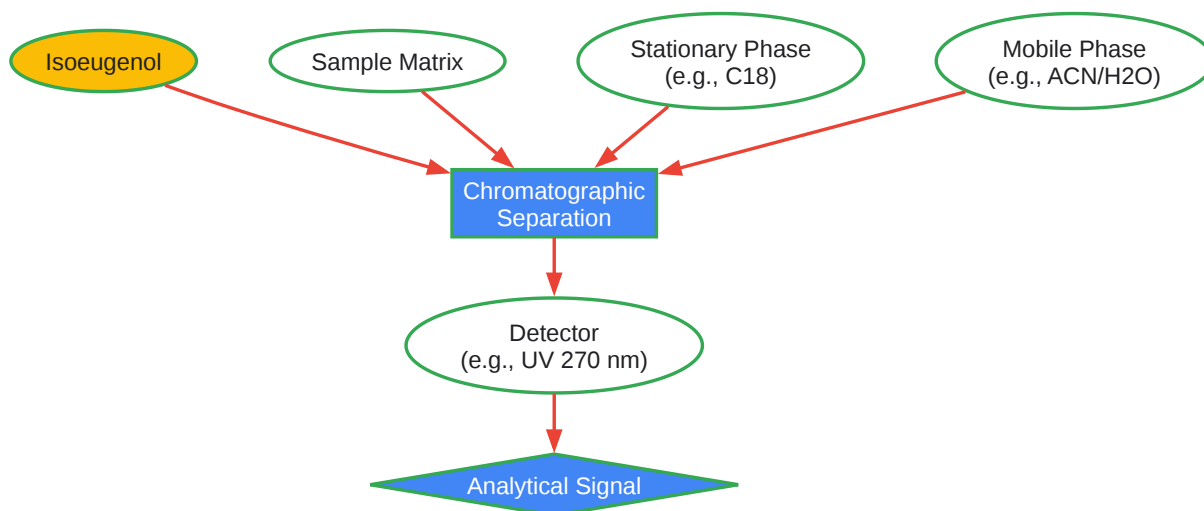 Isoeugenol
Sample Matrix
Stationary Phase
(e.g., C18)
Mobile Phase
(e.g., ACN/H2O)
Chromatographic
Separation
Detector
(e.g., UV 270 nm)
Analytical Signal